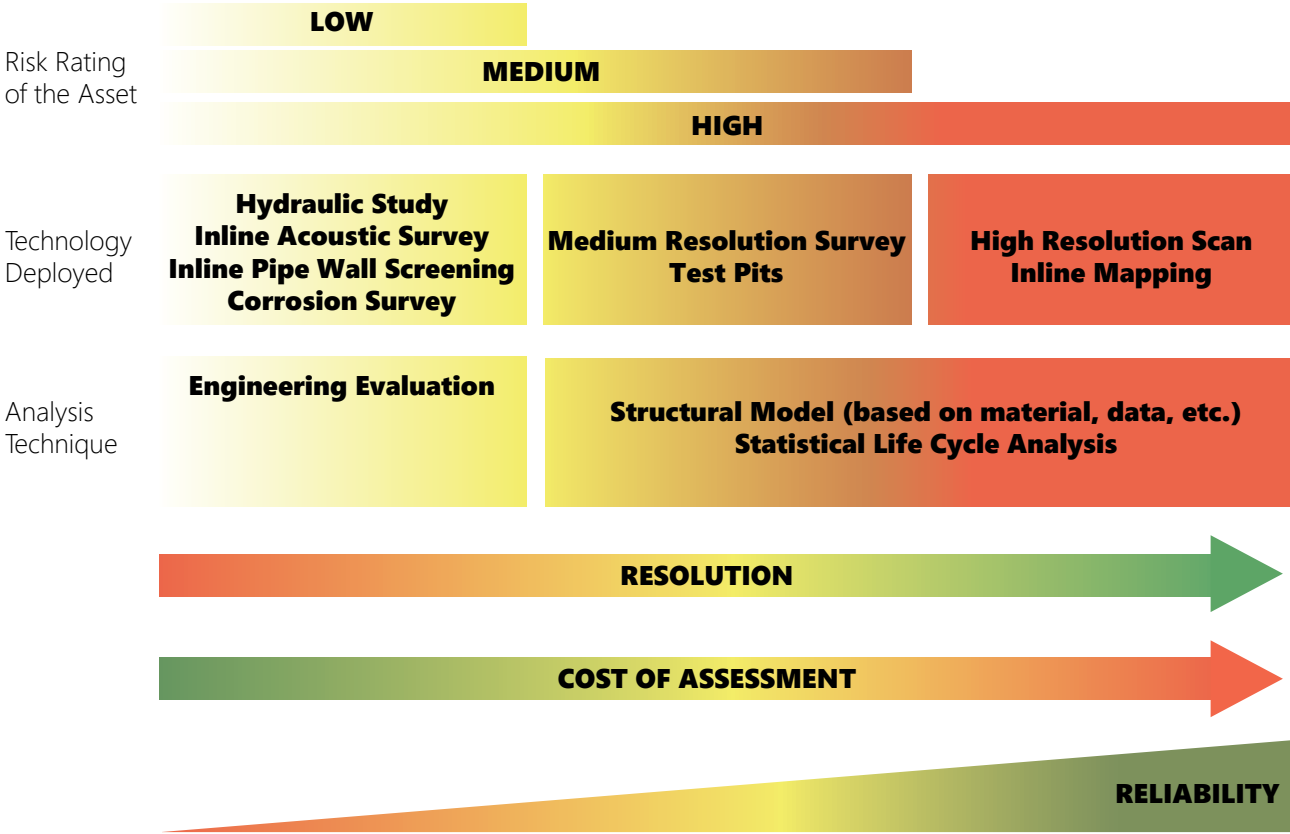 LOW
Risk Rating
of the Asset
MEDIUM
HIGH
Technology
Deployed
Hydraulic Study
Inline Acoustic Survey
Inline Pipe Wall Screening
Corrosion Survey
Medium Resolution Survey
Test Pits
High Resolution Scan
Inline Mapping
Analysis
Technique
Engineering Evaluation
Structural Model (based on material, data, etc.)
Statistical Life Cycle Analysis
RESOLUTION
COST OF ASSESSMENT
RELIABILITY